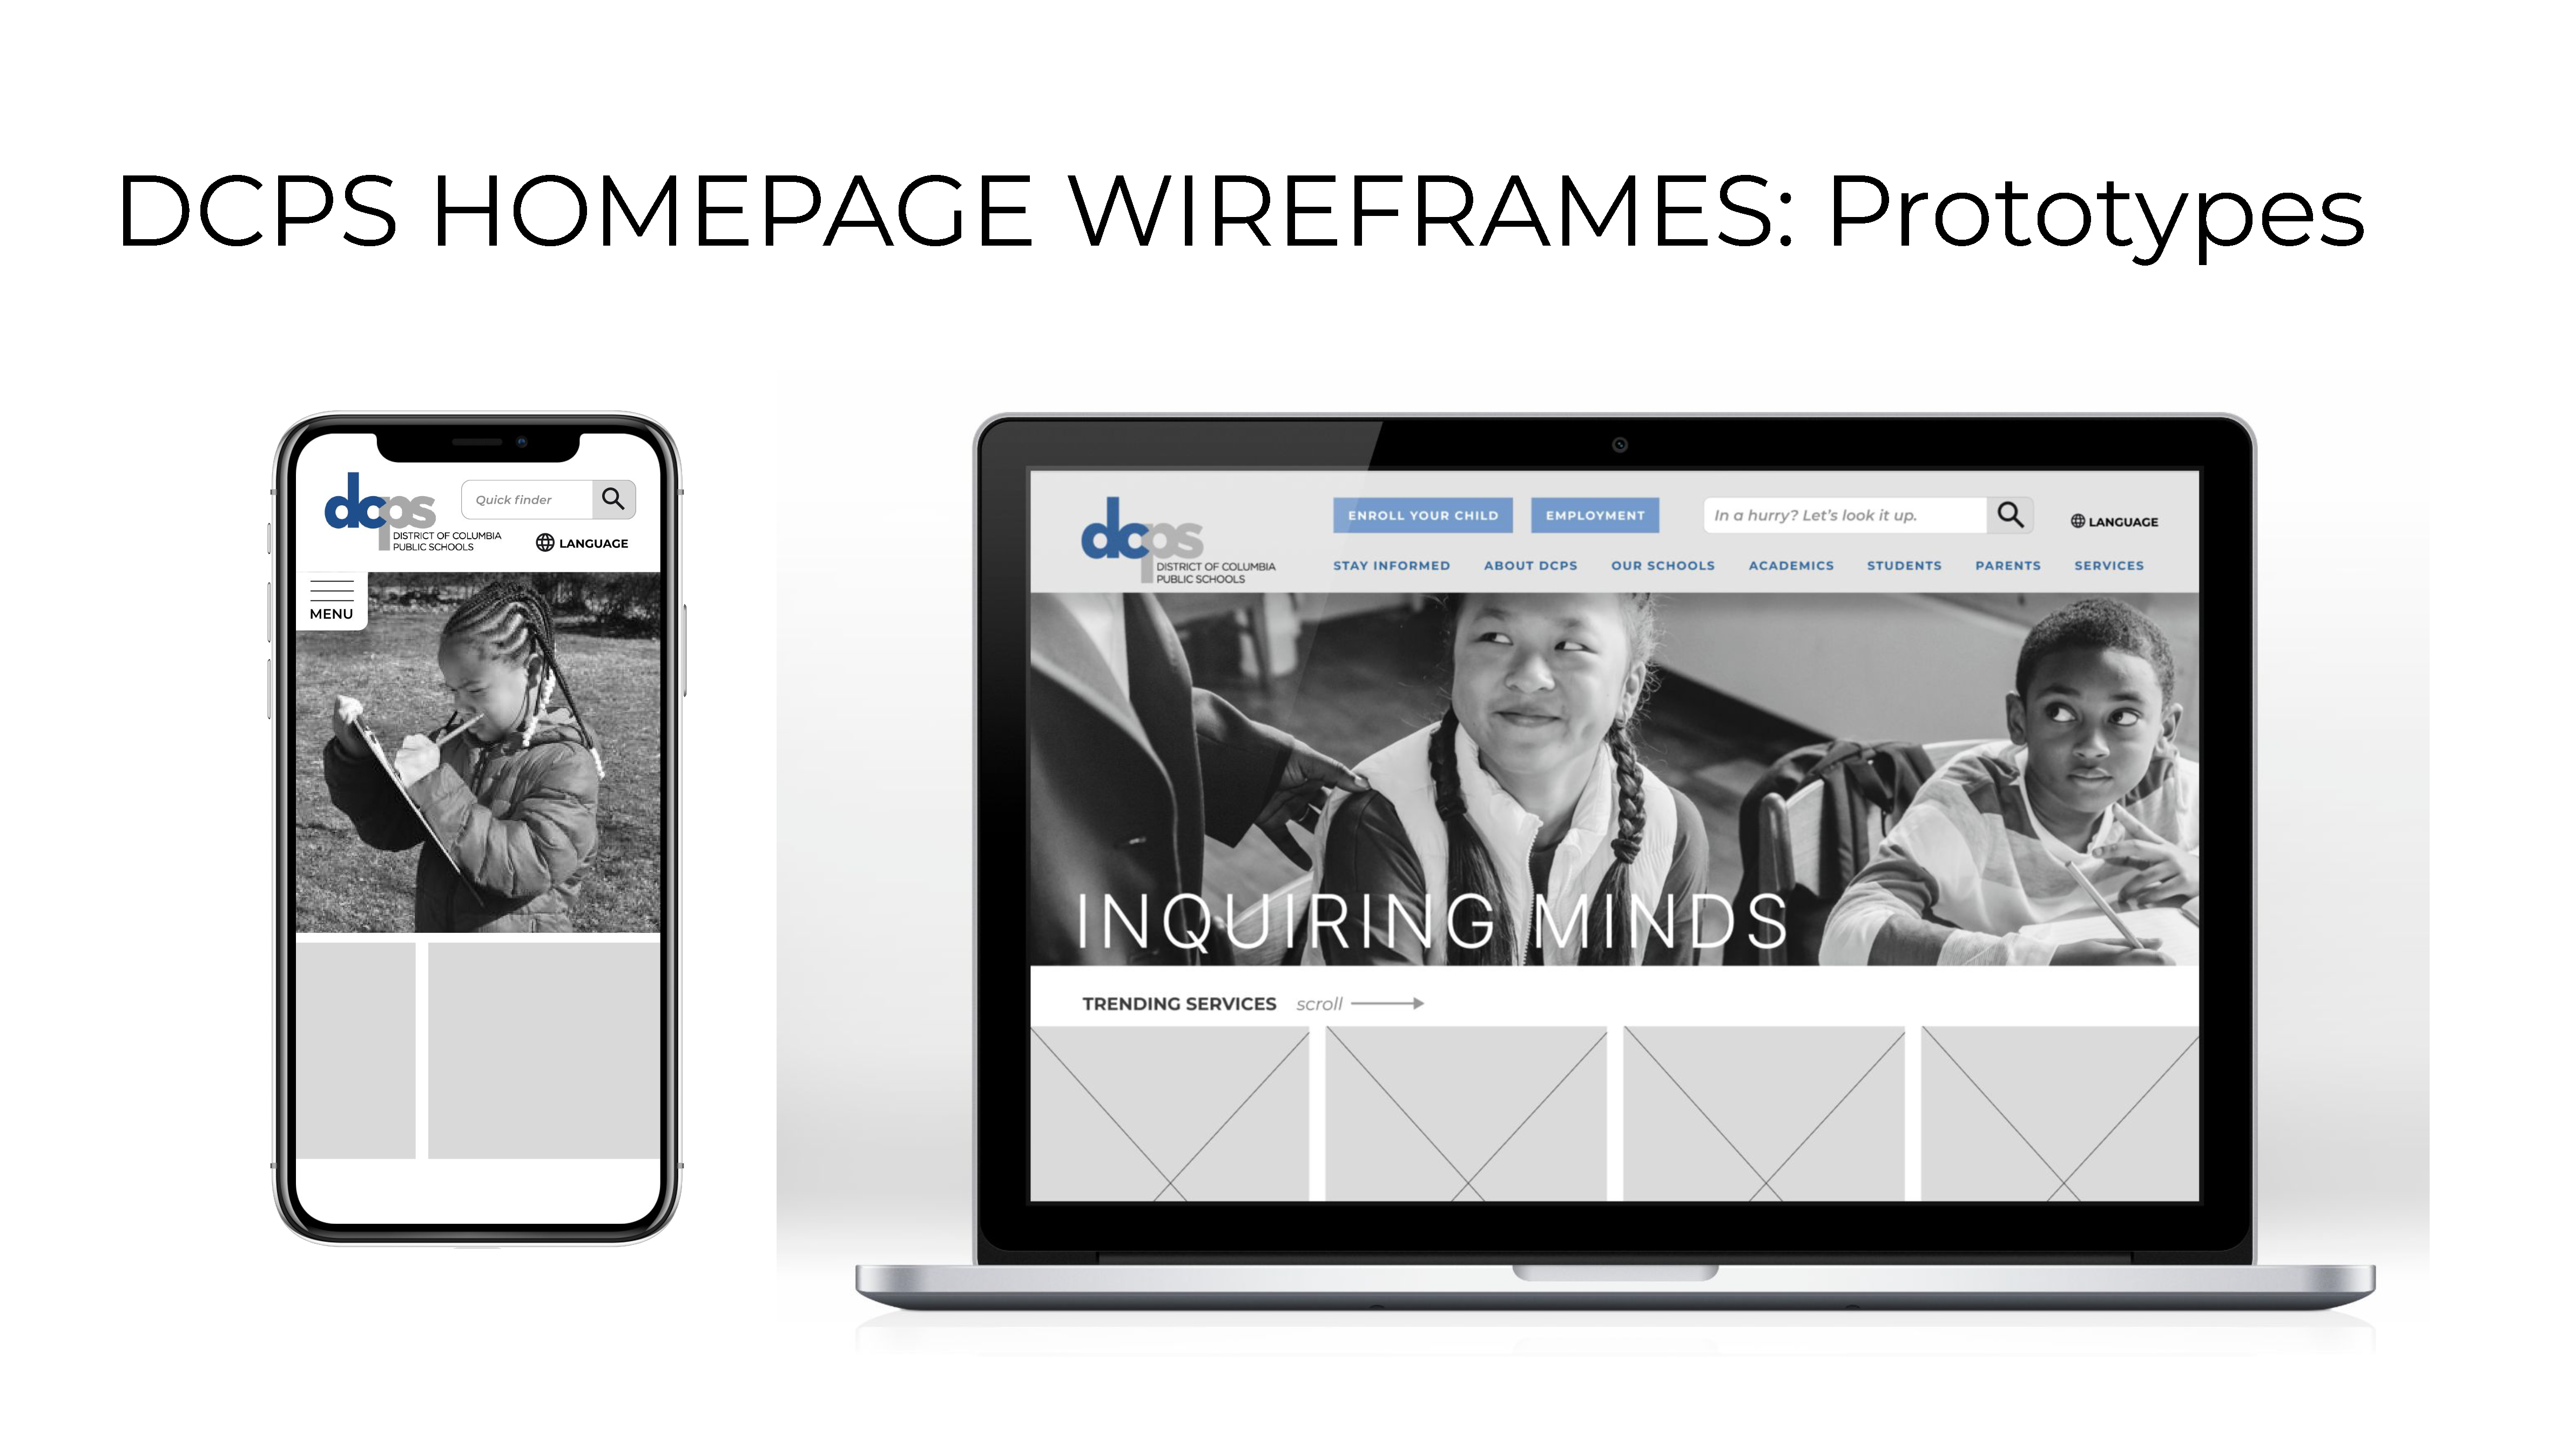 DCPS HOMEPAGE WIREFRAMES: Prototypes
dcps
DISTRICT OF COLUMBIA
PUBLIC SCHOOLS
Quick finder
LANGUAGE
MENU
dcps
DISTRICT OF COLUMBIA
PUBLIC SCHOOLS
ENROLL YOUR CHILD
EMPLOYMENT
In a hurry? Let's look it up.
LANGUAGE
STAY INFORMED ABOUT DCPS OUR SCHOOLS ACADEMICS STUDENTS PARENTS SERVICES
INQUIRING MINDS
TRENDING SERVICES scroll